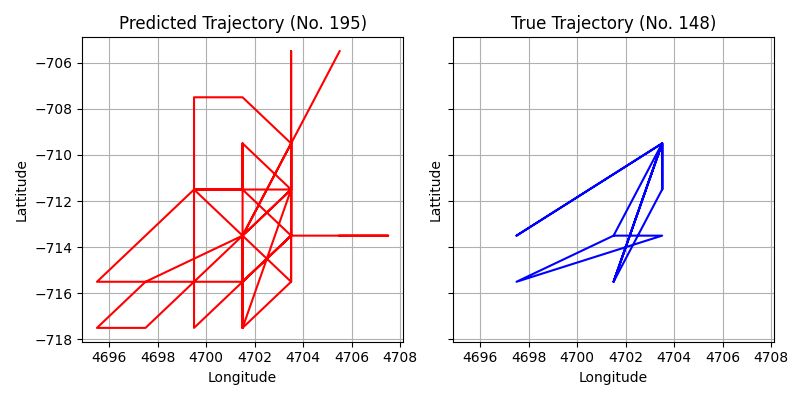 Predicted Trajectory (No. 195)
True Trajectory (No. 148)
Lattitude
−706
−708
−710
−712
−714
−716
−718
4696 4698 4700 4702 4704 4706 4708
Longitude
Lattitude
4696 4698 4700 4702 4704 4706 4708
Longitude